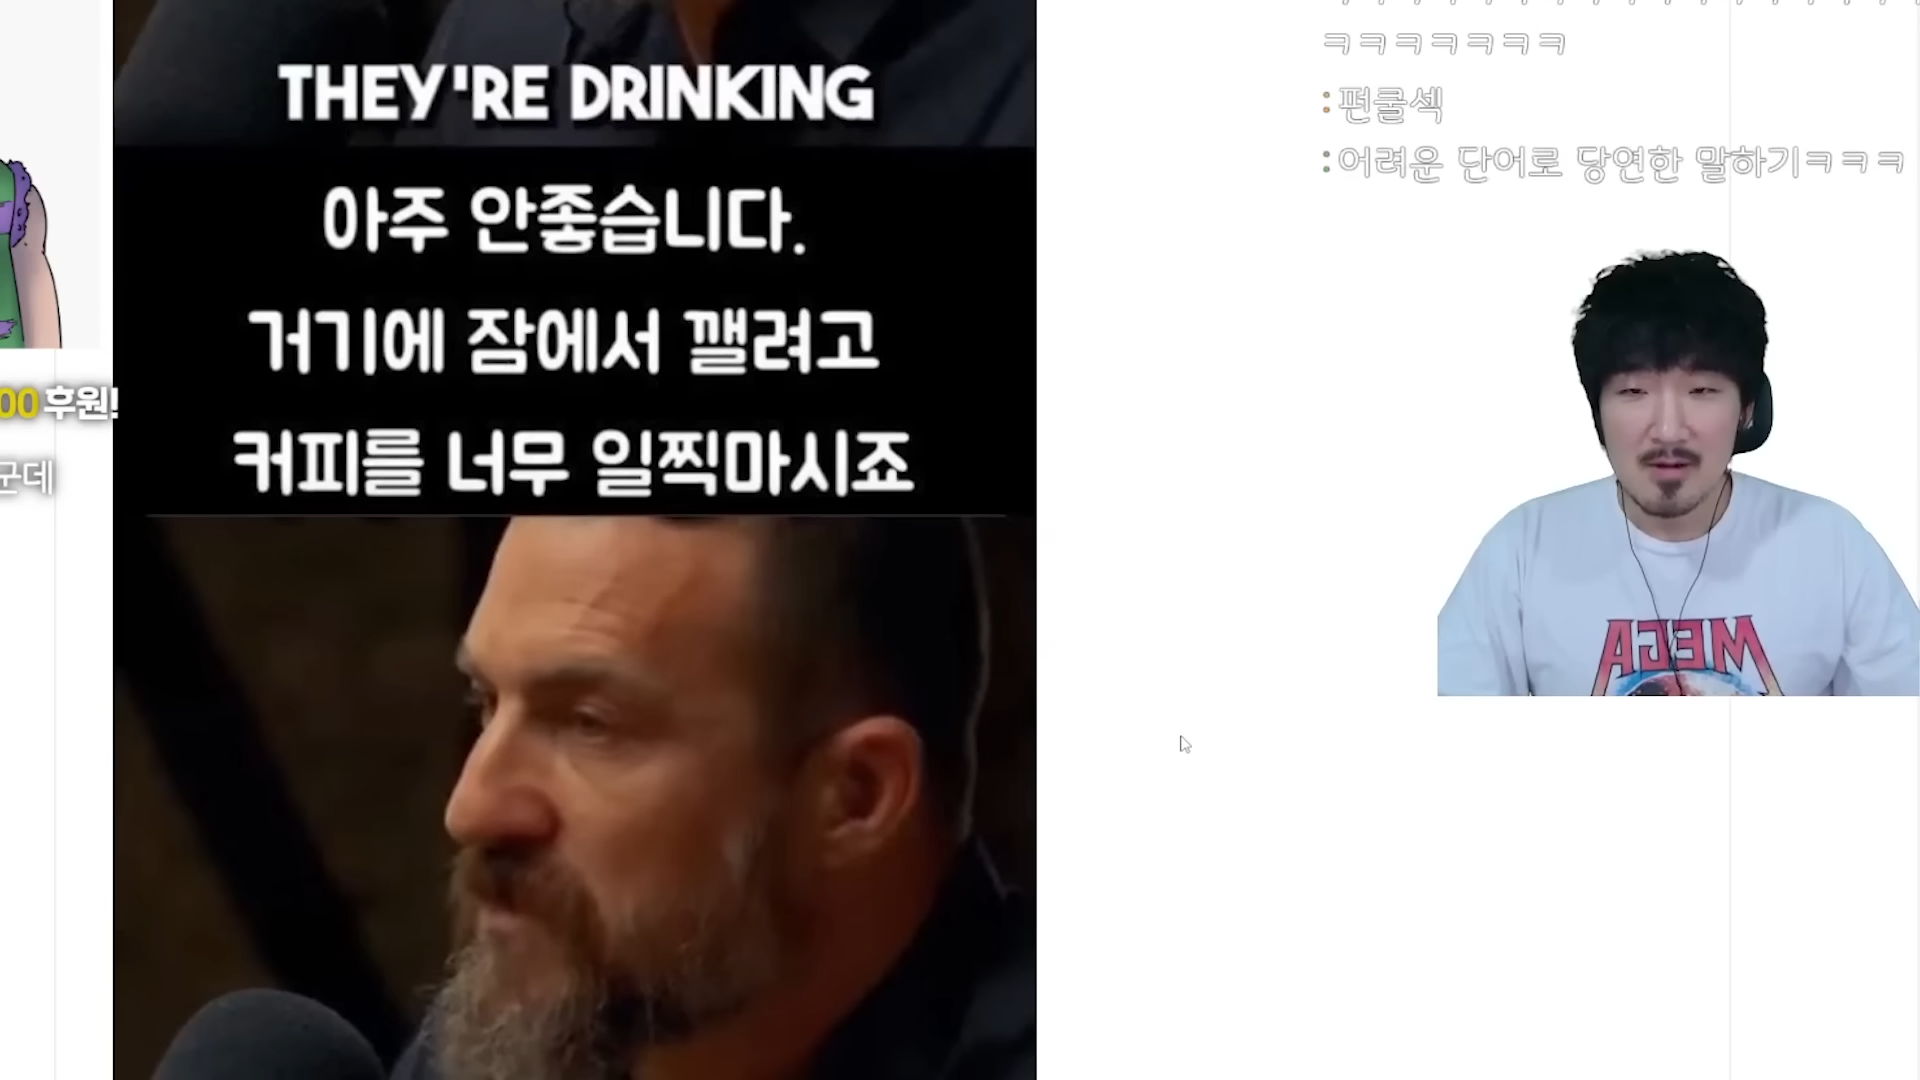 THEY'RE DRINKING
아주 안좋습니다.
거기에 잠에서 깰려고
커피를 너무 일찍마시죠
00 후원!
군데
ㅋㅋㅋㅋㅋㅋㅋ
: 펀쿨섹
: 어려운 단어로 당연한 말하기ㅋㅋㅋ
MEGA